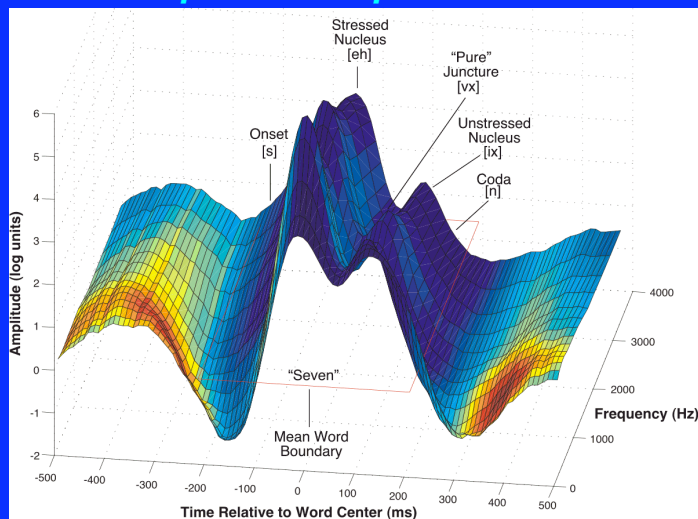 Stressed
Nucleus
[eh]
"Pure"
Juncture
[vx]
Unstressed
Nucleus
[ix]
Onset
[s]
Coda
[n]
6
5
4
3
2
1
0
-1
-2
Amplitude (log units)
"Seven"
Mean Word
Boundary
4000
3000
2000
1000
0
Frequency (Hz)
-500
-400
-300
-200
-100
0
100
200
300
400
500
Time Relative to Word Center (ms)